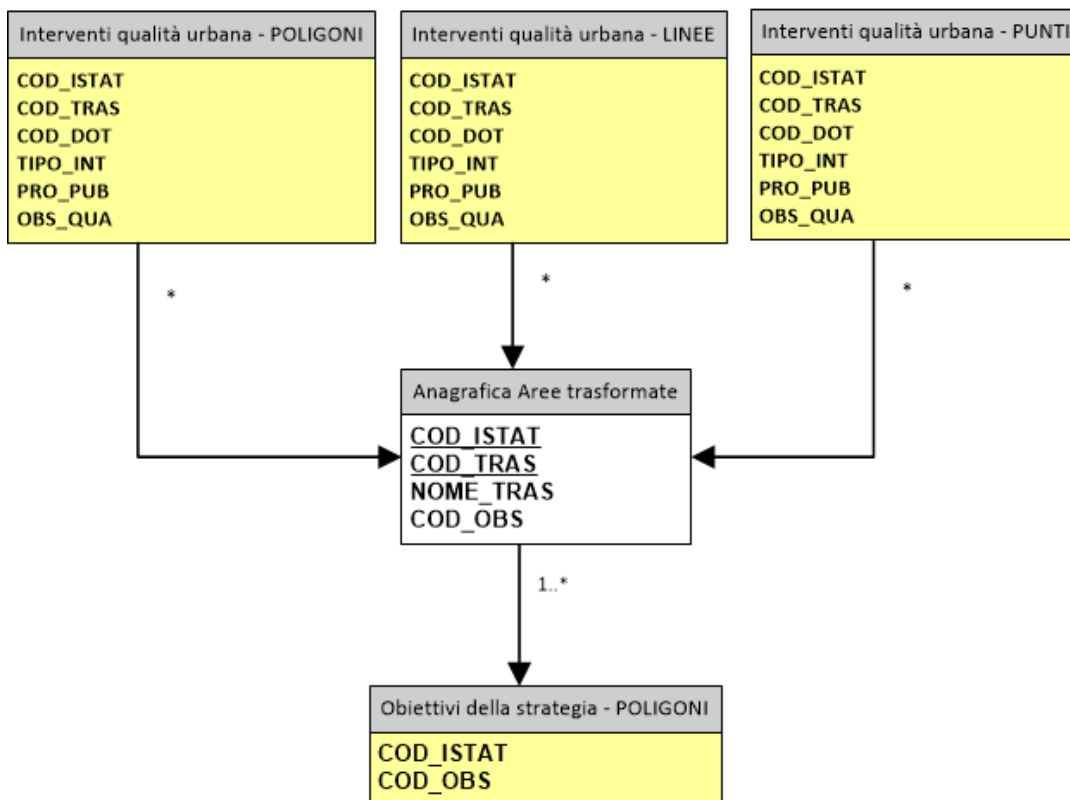 Interventi qualità urbana - POLIGONI
COD_ISTAT
COD_TRAS
COD_DOT
TIPO_INT
PRO_PUB
OBS_QUA
Interventi qualità urbana - LINEE
COD_ISTAT
COD_TRAS
COD_DOT
TIPO_INT
PRO_PUB
OBS_QUA
Interventi qualità urbana - PUNTI
COD_ISTAT
COD_TRAS
COD_DOT
TIPO_INT
PRO_PUB
OBS_QUA
*
*
*
Anagrafica Aree trasformate
COD_ISTAT
COD_TRAS
NOME_TRAS
COD_OBS
1..*
Obiettivi della strategia - POLIGONI
COD_ISTAT
COD_OBS